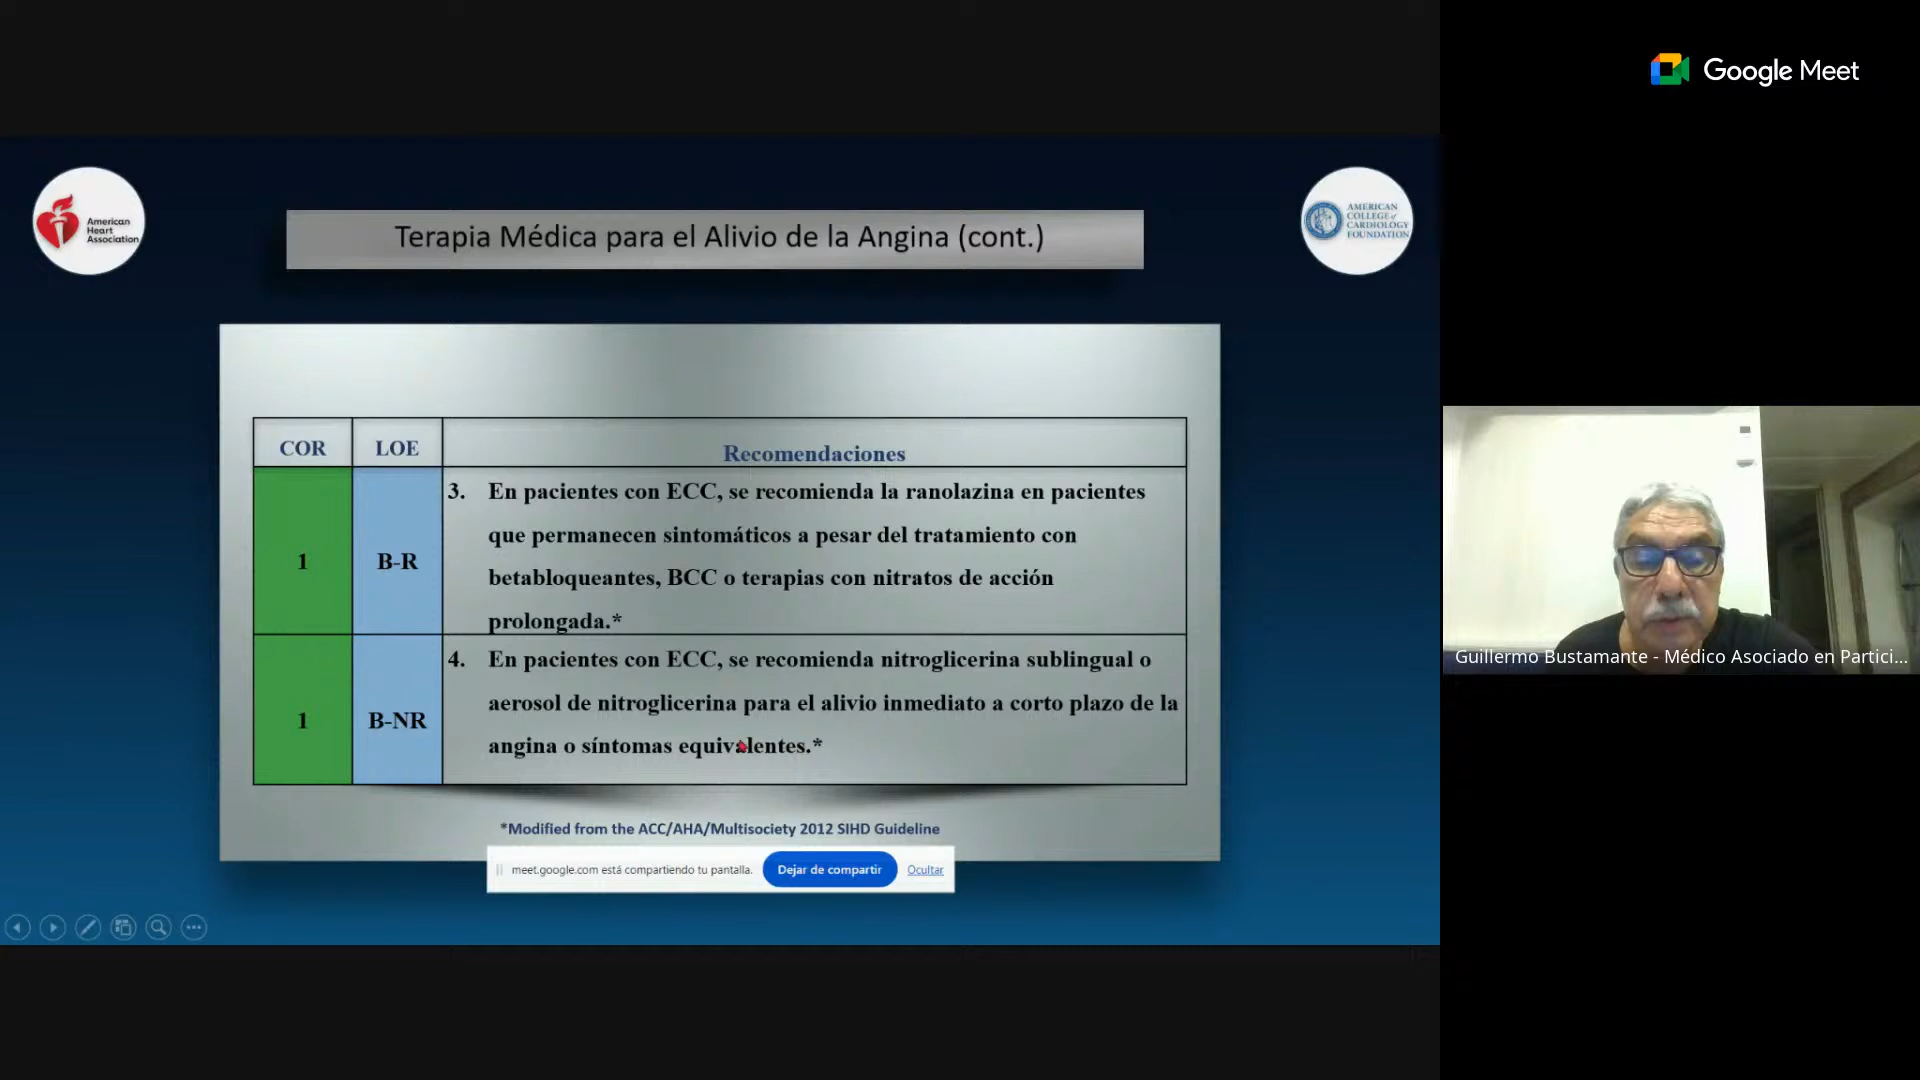 Google Meet
American
Heart
Association
AMERICAN
COLLEGE of
CARDIOLOGY
FOUNDATION
Terapia Médica para el Alivio de la Angina (cont.)
COR LOE Recomendaciones
1 B-R 3. En pacientes con ECC, se recomienda la ranolazina en pacientes
que permanecen sintomáticos a pesar del tratamiento con
betabloqueantes, BCC o terapias con nitratos de acción
prolongada.*
1 B-NR 4. En pacientes con ECC, se recomienda nitroglicerina sublingual o
aerosol de nitroglicerina para el alivio inmediato a corto plazo de la
angina o síntomas equivalentes.*
*Modified from the ACC/AHA/Multisociety 2012 SIHD Guideline
meet.google.com está compartiendo tu pantalla. Dejar de compartir Ocultar
Guillermo Bustamante - Médico Asociado en Partici...